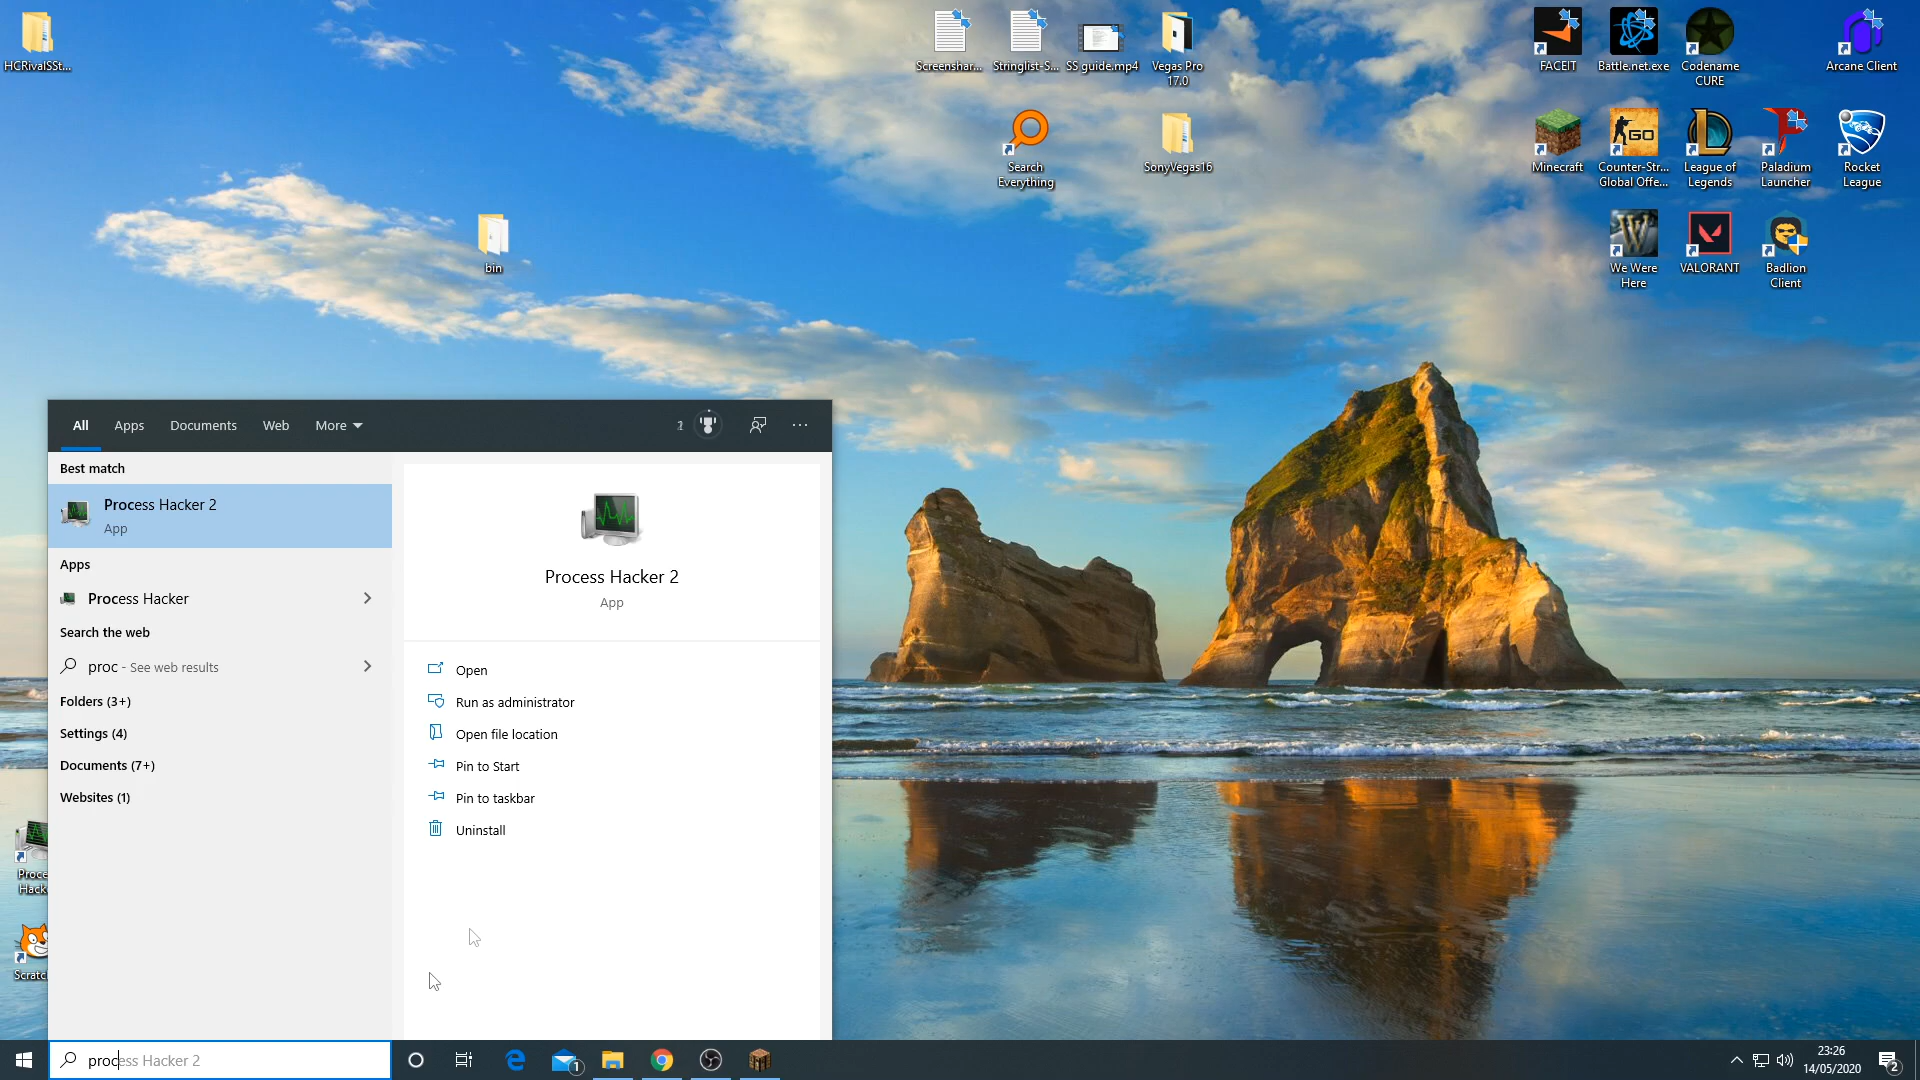 HCRivalSSt...
Screenshar...
Stringlist-S...
SS guide.mp4
Vegas Pro
17.0
FACEIT
Battle.net.exe
Codename
CURE
Arcane Client
Search
Everything
SonyVegas16
Minecraft
GO
Counter-Str...
Global Offe...
League of
Legends
Paladium
Launcher
Rocket
League
bin
We Were
Here
VALORANT
Badlion
Client
All
Apps
Documents
Web
More
Best match
Process Hacker 2
App
Apps
Process Hacker
Search the web
proc - See web results
Folders (3+)
Settings (4)
Documents (7+)
Websites (1)
Process Hacker 2
App
Open
Run as administrator
Open file location
Pin to Start
Pin to taskbar
Uninstall
Proce
Hack
Scratc
process Hacker 2
1
23:26
14/05/2020
2